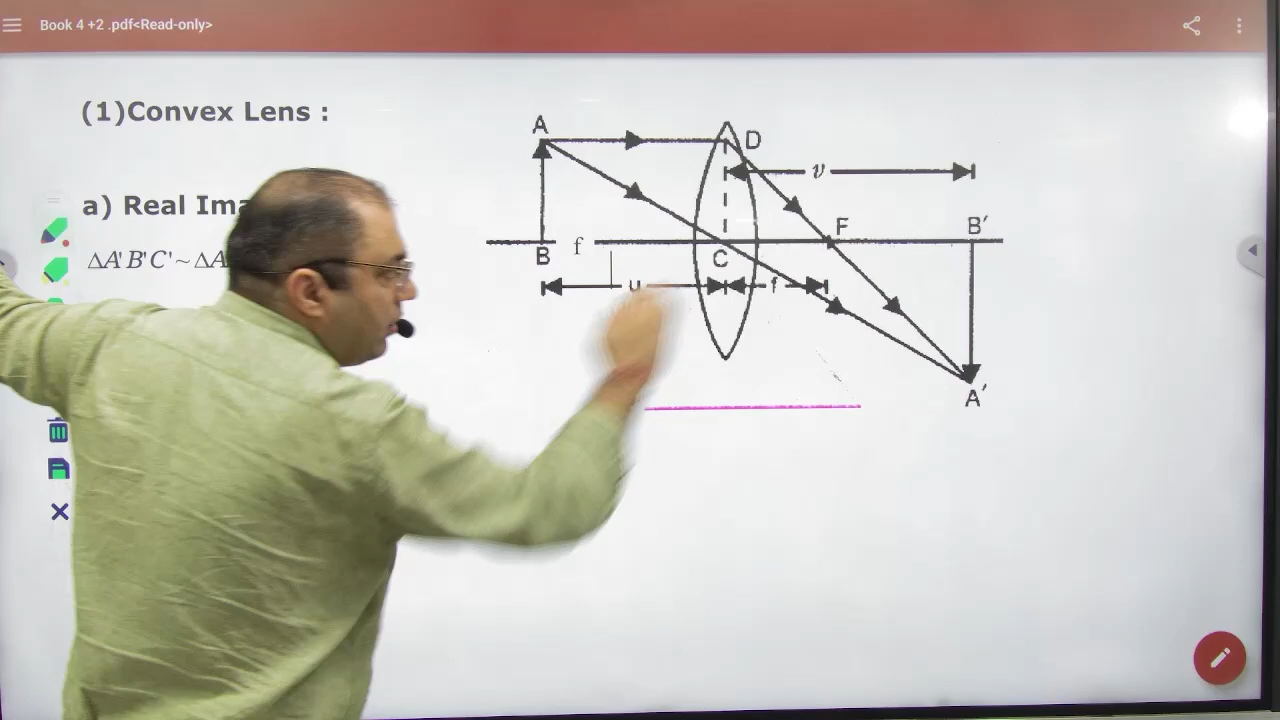 Book 4 +2 .pdf<Read-only>
(1)Convex Lens :
A
D
v
a) Real Ima
F
B′
B
f
C
ΔA'B'C'~ΔA
u
f
A′